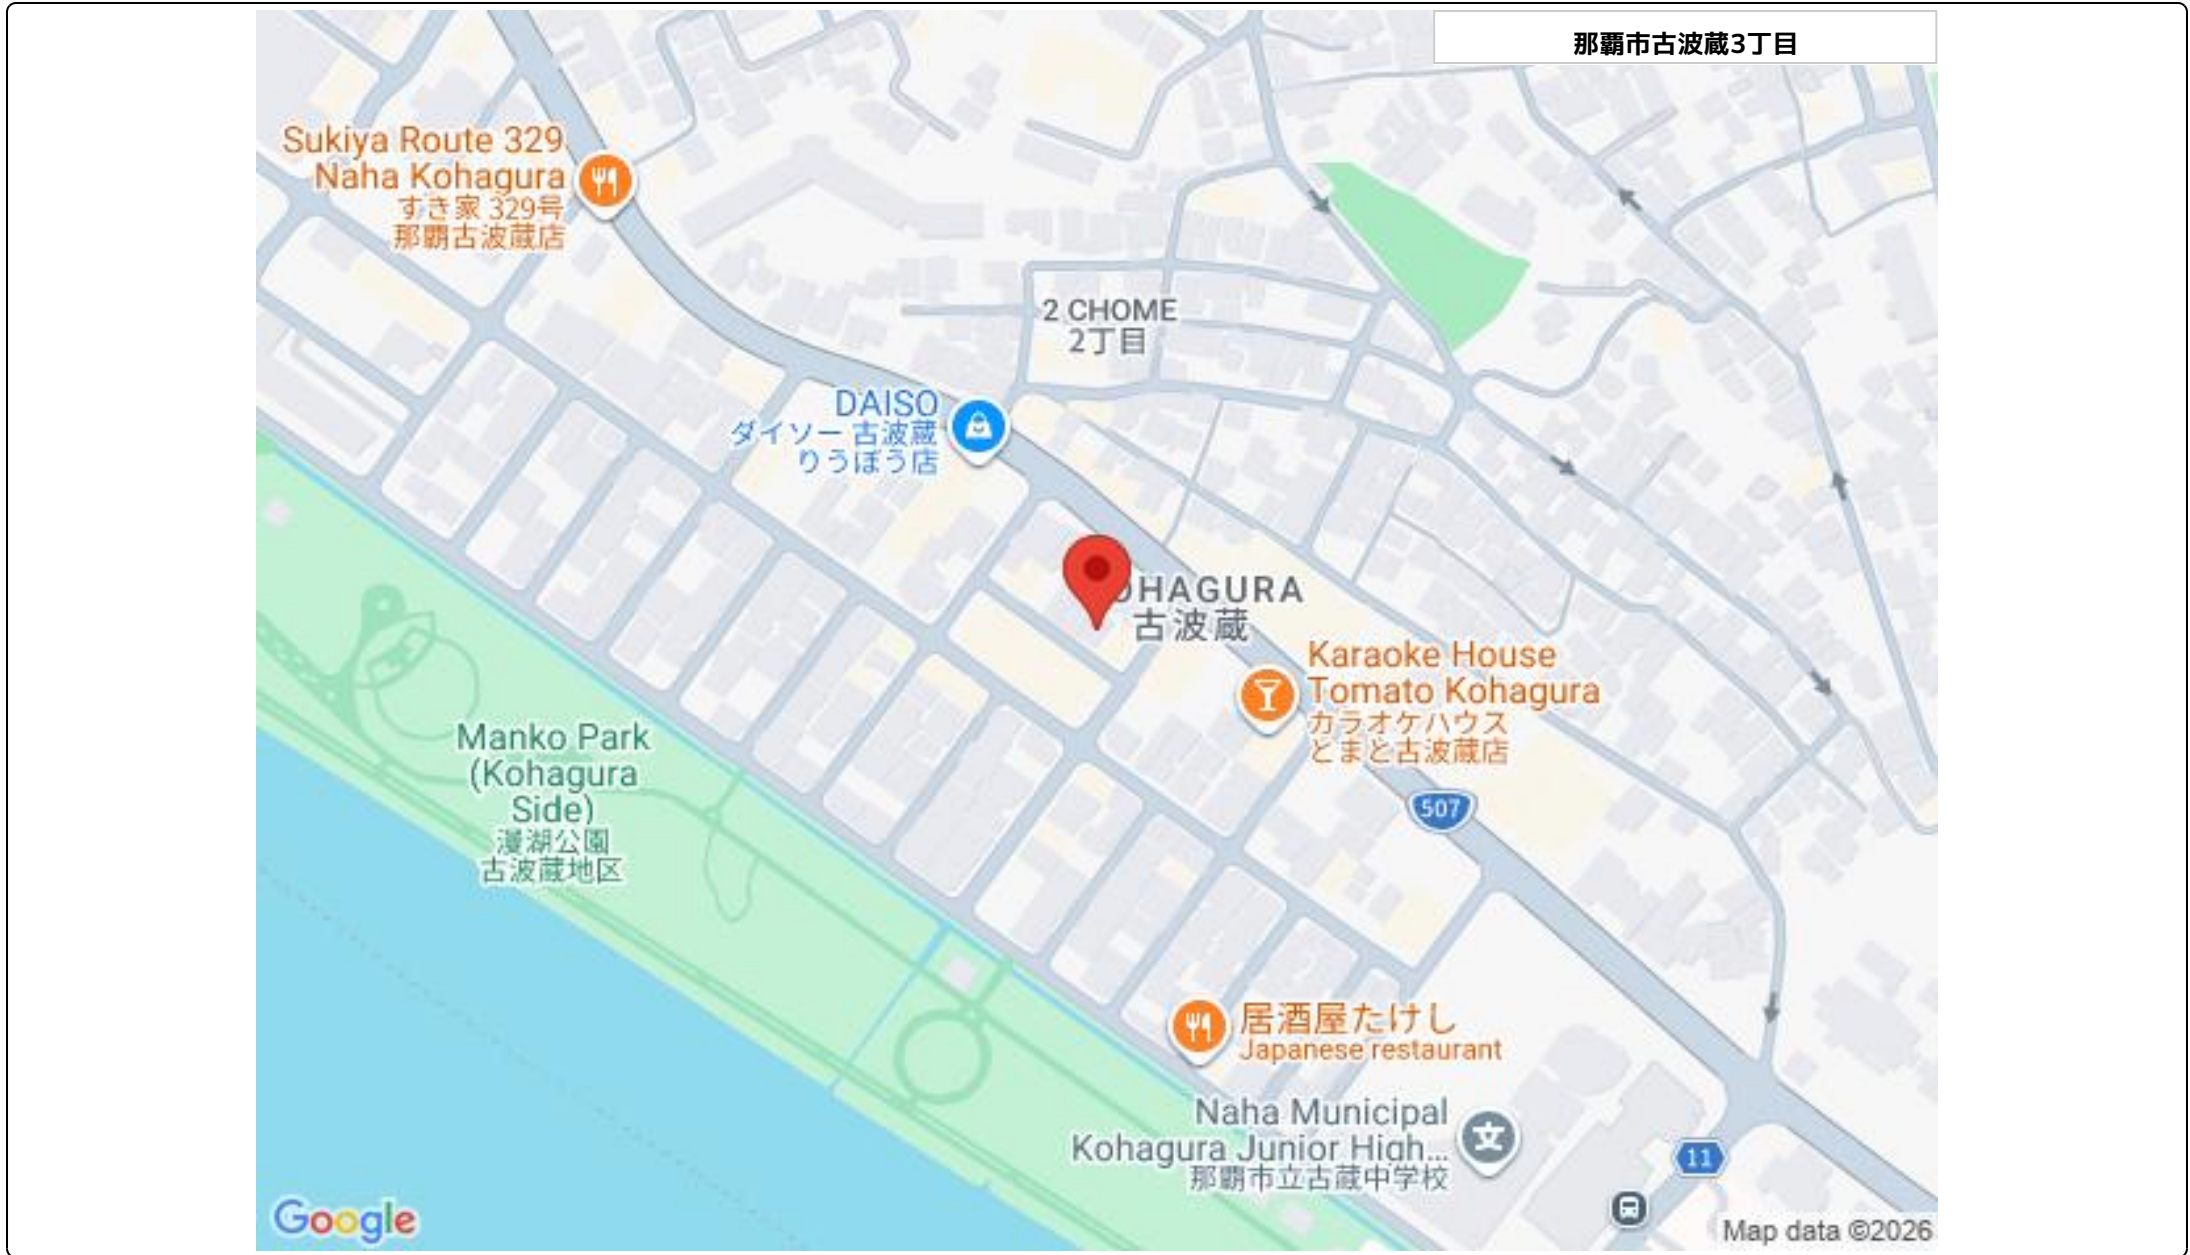 那覇市古波蔵3丁目
Sukiya Route 329
Naha Kohagura
すき家 329号
那覇古波蔵店
2 CHOME
2丁目
DAISO
ダイソー 古波蔵
りうぼう店
OHAGURA
古波蔵
Karaoke House
Tomato Kohagura
カラオケハウス
とまと古波蔵店
507
Manko Park
(Kohagura
Side)
漫湖公園
古波蔵地区
居酒屋たけし
Japanese restaurant
Naha Municipal
Kohagura Junior High...
那覇市立古蔵中学校
文
11
Google
Map data ©2026